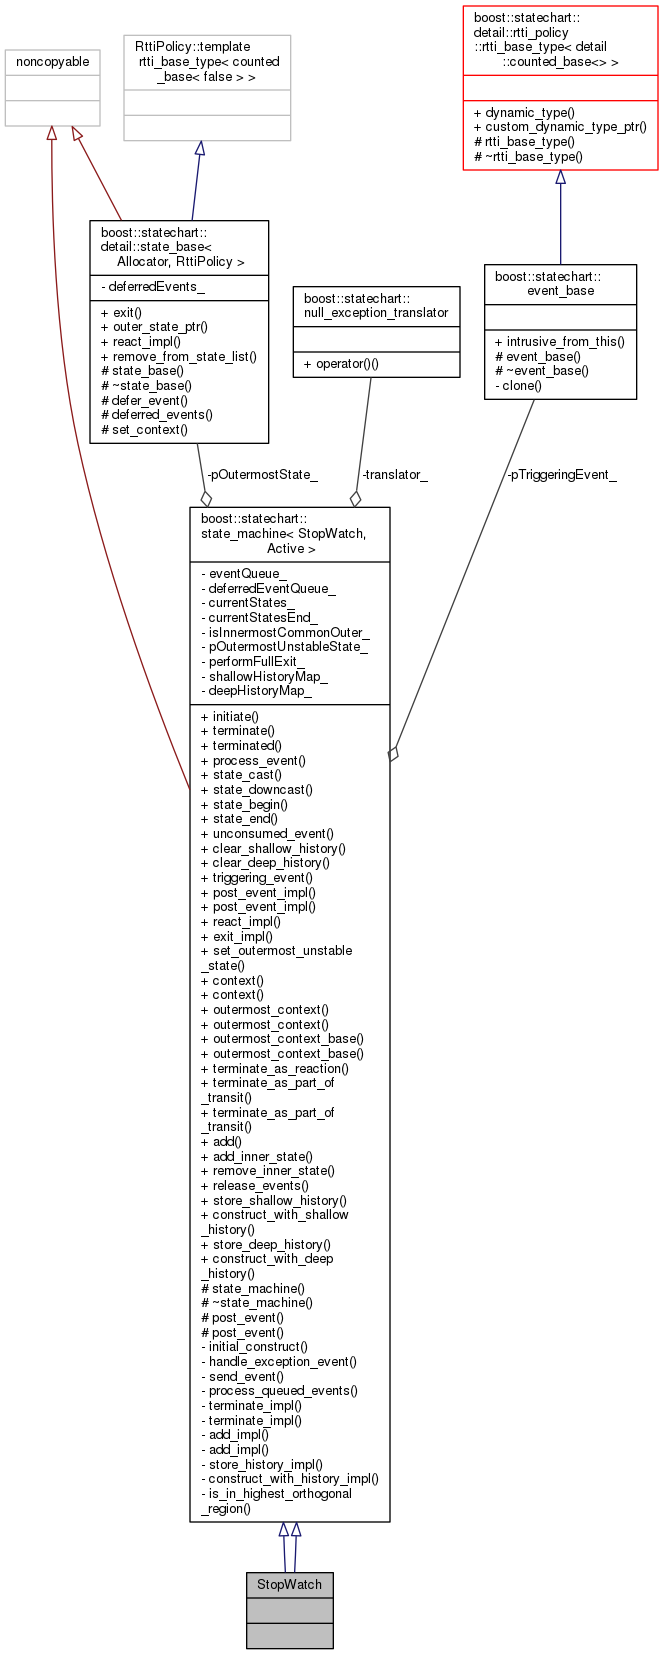 boost::statechart::
detail::rtti_policy
::rtti_base_type< detail
::counted_base<> >
+ dynamic_type()
+ custom_dynamic_type_ptr()
# rtti_base_type()
# ~rtti_base_type()
noncopyable
RttiPolicy::template
rtti_base_type< counted
_base< false > >
boost::statechart::
detail::state_base<
Allocator, RttiPolicy >
- deferredEvents_
+ exit()
+ outer_state_ptr()
+ react_impl()
+ remove_from_state_list()
# state_base()
# ~state_base()
# defer_event()
# deferred_events()
# set_context()
boost::statechart::
null_exception_translator
+ operator()()
boost::statechart::
event_base
+ intrusive_from_this()
# event_base()
# ~event_base()
- clone()
-pOutermostState_
-translator_
-pTriggeringEvent_
boost::statechart::
state_machine< StopWatch,
Active >
- eventQueue_
- deferredEventQueue_
- currentStates_
- currentStatesEnd_
- isInnermostCommonOuter_
- pOutermostUnstableState_
- performFullExit_
- shallowHistoryMap_
- deepHistoryMap_
+ initiate()
+ terminate()
+ terminated()
+ process_event()
+ state_cast()
+ state_downcast()
+ state_begin()
+ state_end()
+ unconsumed_event()
+ clear_shallow_history()
+ clear_deep_history()
+ triggering_event()
+ post_event_impl()
+ post_event_impl()
+ react_impl()
+ exit_impl()
+ set_outermost_unstable
_state()
+ context()
+ context()
+ outermost_context()
+ outermost_context()
+ outermost_context_base()
+ outermost_context_base()
+ terminate_as_reaction()
+ terminate_as_part_of
_transit()
+ terminate_as_part_of
_transit()
+ add()
+ add_inner_state()
+ remove_inner_state()
+ release_events()
+ store_shallow_history()
+ construct_with_shallow
_history()
+ store_deep_history()
+ construct_with_deep
_history()
# state_machine()
# ~state_machine()
# post_event()
# post_event()
- initial_construct()
- handle_exception_event()
- send_event()
- process_queued_events()
- terminate_impl()
- terminate_impl()
- add_impl()
- add_impl()
- store_history_impl()
- construct_with_history_impl()
- is_in_highest_orthogonal
_region()
StopWatch